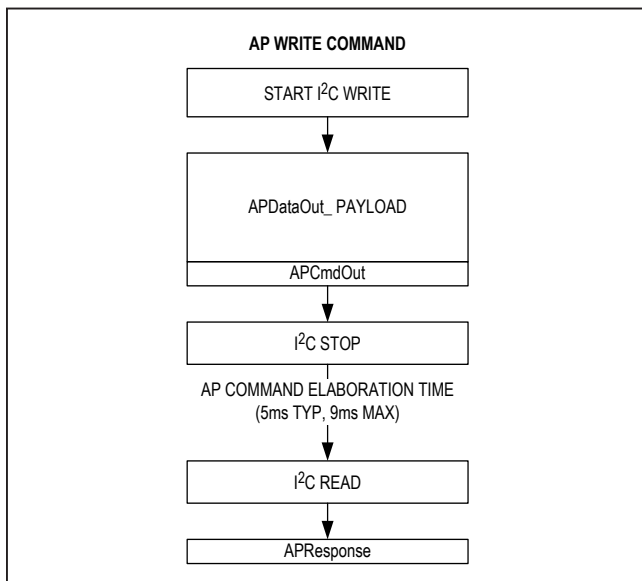 AP WRITE COMMAND
START I²C WRITE
APDataOut_ PAYLOAD
APCmdOut
I²C STOP
AP COMMAND ELABORATION TIME
(5ms TYP, 9ms MAX)
I²C READ
APResponse